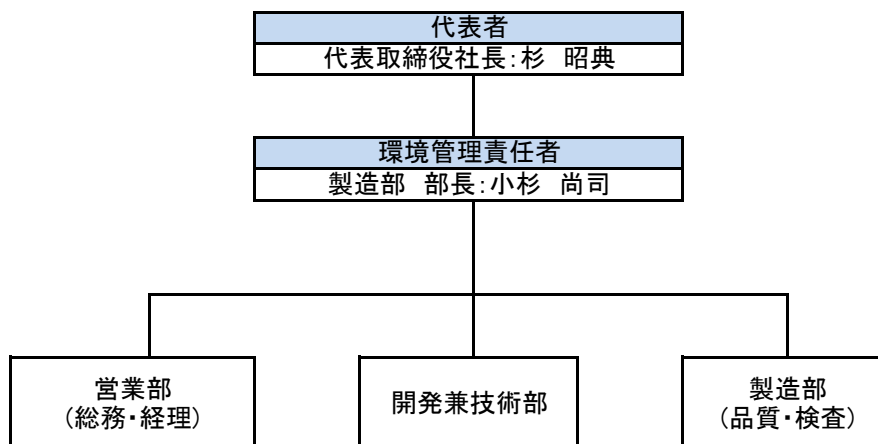 代表者
代表取締役社長:杉　昭典
環境管理責任者
製造部　部長:小杉　尚司
営業部
(総務・経理)
開発兼技術部
製造部
(品質・検査)